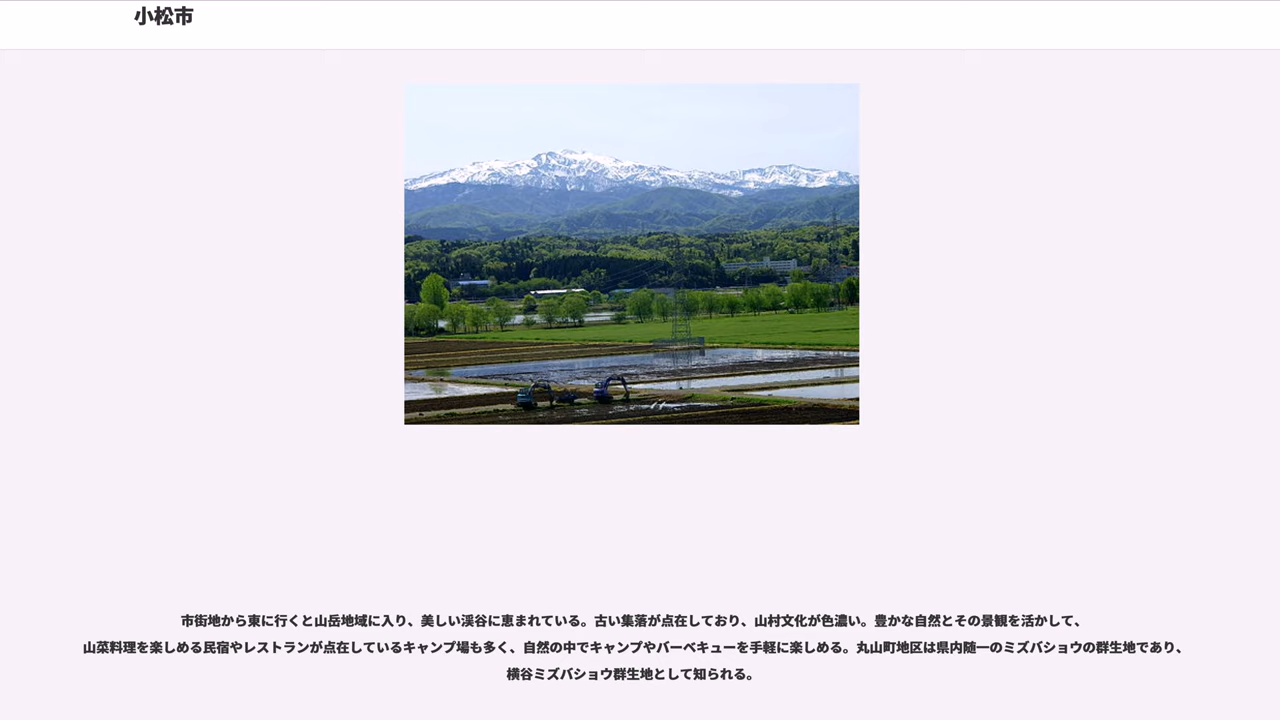 小松市
市街地から東に行くと山岳地域に入り、美しい渓谷に恵まれている。古い集落が点在しており、山村文化が色濃い。豊かな自然とその景観を活かして、
山菜料理を楽しめる民宿やレストランが点在しているキャンプ場も多く、自然の中でキャンプやバーベキューを手軽に楽しめる。丸山町地区は県内随一のミズバショウの群生地であり、
横谷ミズバショウ群生地として知られる。